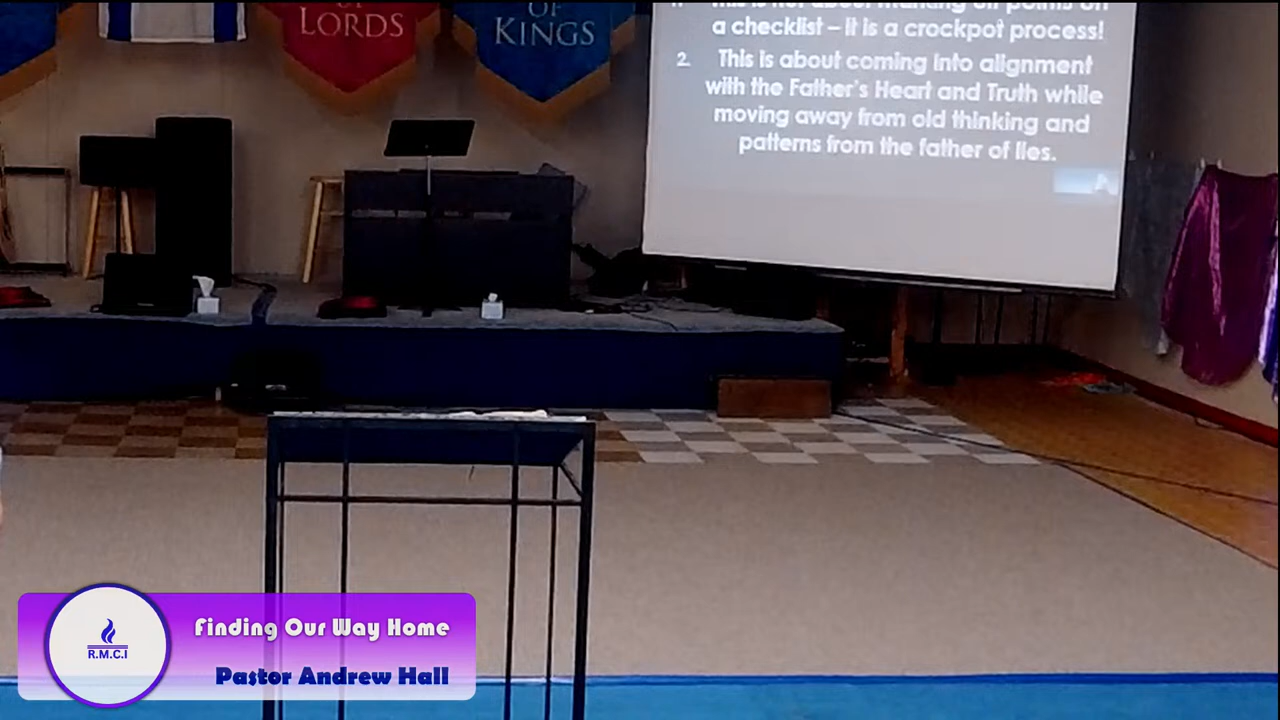 OF
LORDS
OF
KINGS
a checklist – it is a crockpot process!
2. This is about coming into alignment
with the Father's Heart and Truth while
moving away from old thinking and
patterns from the father of lies.
R.M.C.I
Finding Our Way Home
Pastor Andrew Hall